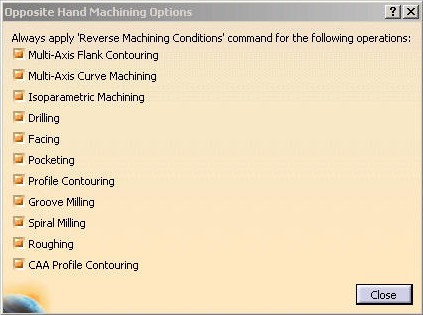 Opposite Hand Machining Options
Always apply 'Reverse Machining Conditions' command for the following operations:
Multi-Axis Flank Contouring
Multi-Axis Curve Machining
Isoparametric Machining
Drilling
Facing
Pocketing
Profile Contouring
Groove Milling
Spiral Milling
Roughing
CAA Profile Contouring
Close